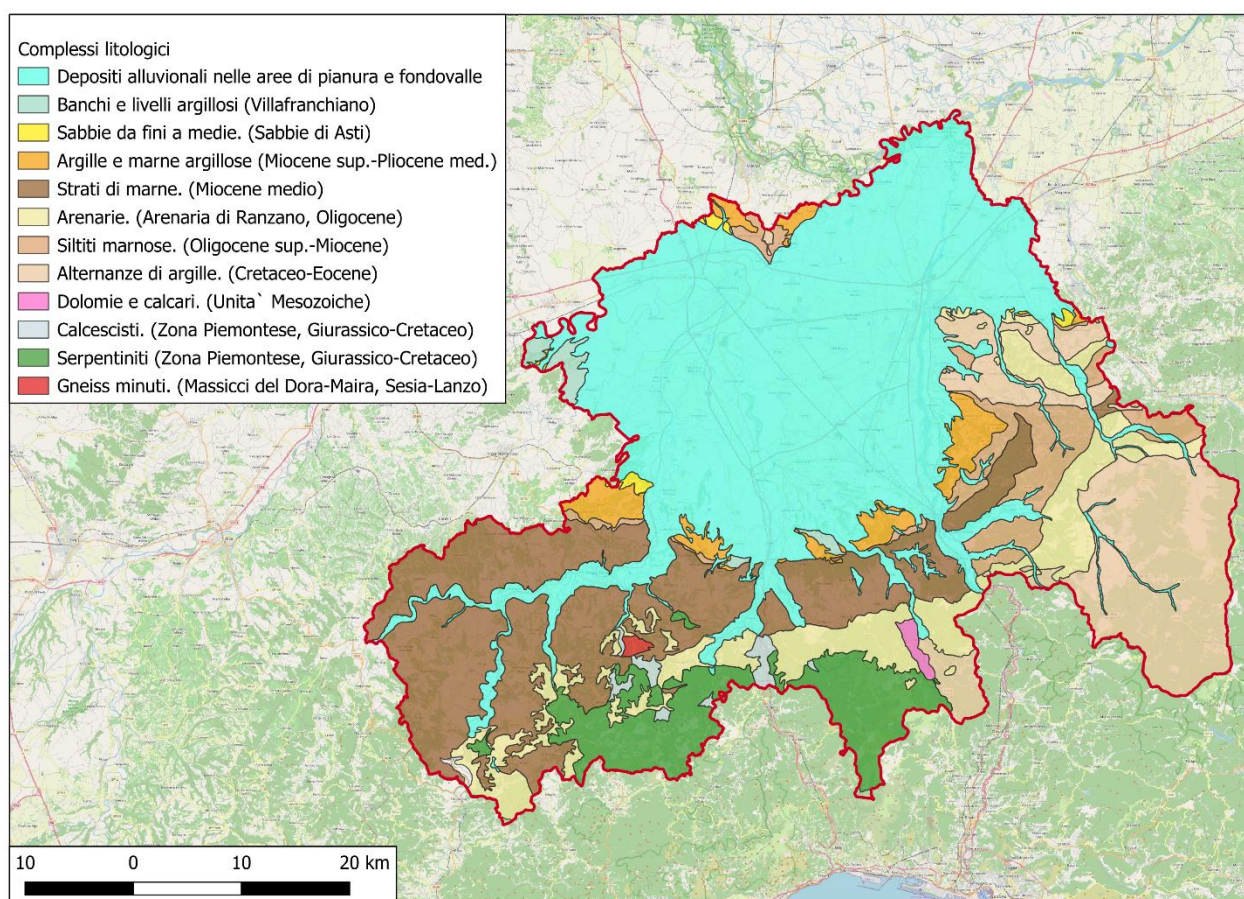 Complessi litologici
Depositi alluvionali nelle aree di pianura e fondovalle
Banchi e livelli argillosi (Villafranchiano)
Sabbie da fini a medie. (Sabbie di Asti)
Argille e marne argillose (Miocene sup.-Pliocene med.)
Strati di marne. (Miocene medio)
Arenarie. (Arenaria di Ranzano, Oligocene)
Siltiti marnose. (Oligocene sup.-Miocene)
Alternanze di argille. (Cretaceo-Eocene)
Dolomie e calcari. (Unita` Mesozoiche)
Calcescisti. (Zona Piemontese, Giurassico-Cretaceo)
Serpentiniti (Zona Piemontese, Giurassico-Cretaceo)
Gneiss minuti. (Massicci del Dora-Maira, Sesia-Lanzo)
10 0 10 20 km